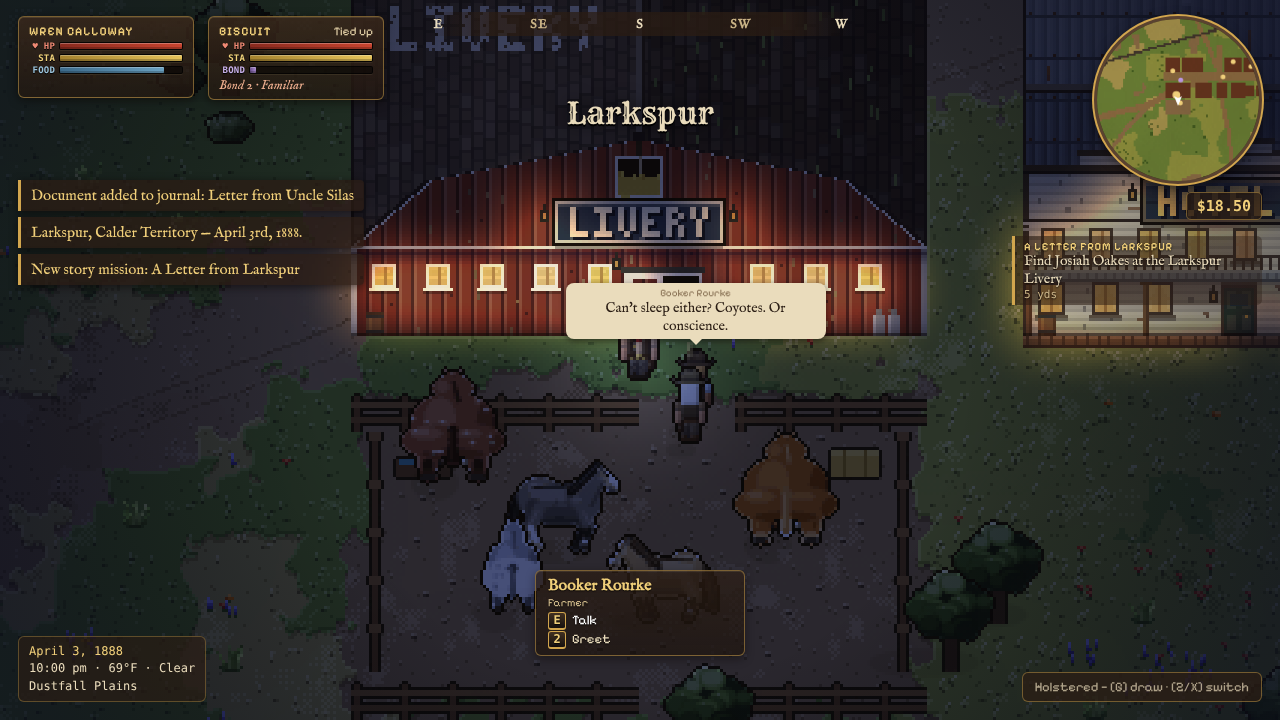 WREN CALLOWAY
♥ HP
STA
FOOD
BISCUIT Tied up
♥ HP
STA
BOND
Bond 2 · Familiar
E SE S SW W
LIVERY
Larkspur
Document added to journal: Letter from Uncle Silas
Larkspur, Calder Territory — April 3rd, 1888.
New story mission: A Letter from Larkspur
LIVERY
$18.50
A LETTER FROM LARKSPUR
Find Josiah Oakes at the Larkspur
Livery
5 yds
Booker Rourke
Can't sleep either? Coyotes. Or
conscience.
Booker Rourke
Farmer
E Talk
2 Greet
April 3, 1888
10:00 pm · 69°F · Clear
Dustfall Plains
Holstered - (G) draw · (Z/X) switch